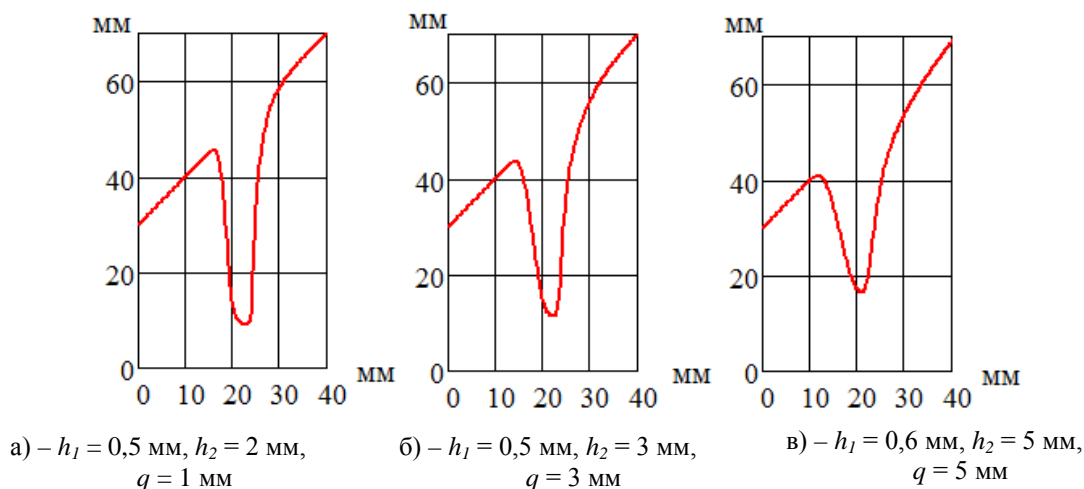 мм
60
40
20
0
0 10 20 30 40
мм
мм
60
40
20
0
0 10 20 30 40
мм
мм
60
40
20
0
0 10 20 30 40
мм
а) – h₁ = 0,5 мм, h₂ = 2 мм,
q = 1 мм
б) – h₁ = 0,5 мм, h₂ = 3 мм,
q = 3 мм
в) – h₁ = 0,6 мм, h₂ = 5 мм,
q = 5 мм